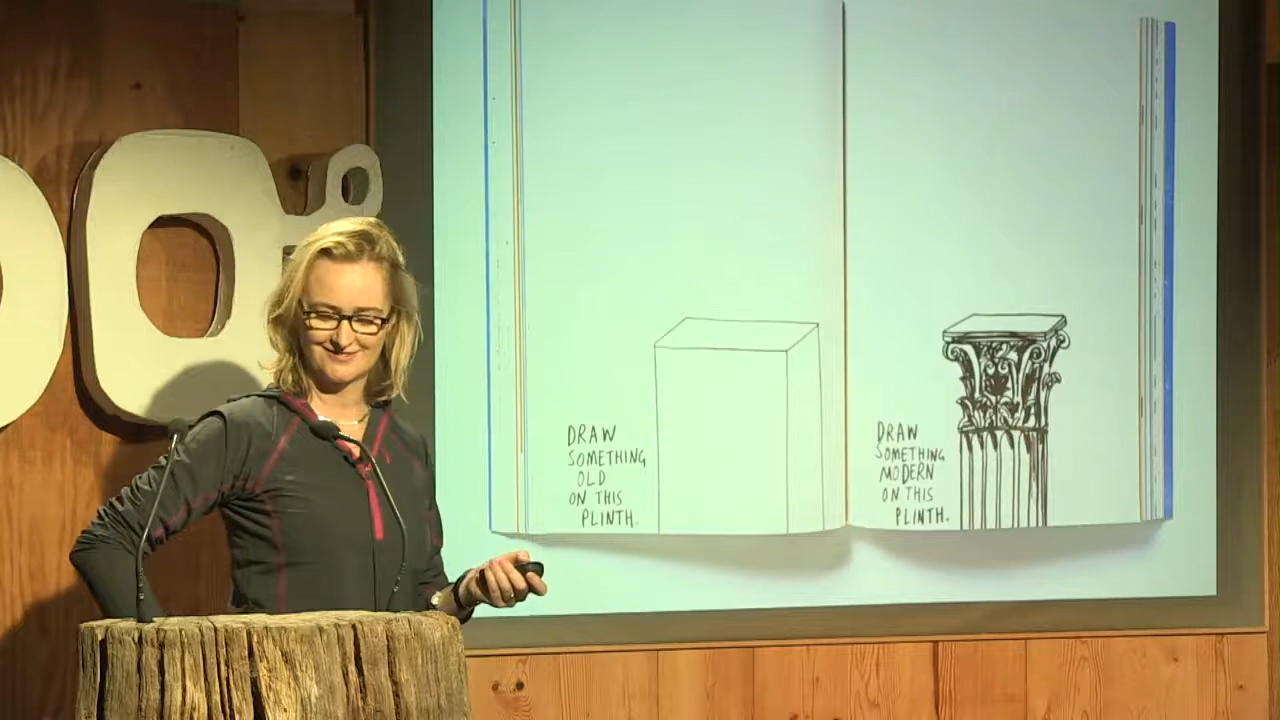 DRAW
SOMETHING
OLD
ON THIS
PLINTH.
DRAW
SOMETHING
MODERN
ON THIS
PLINTH.